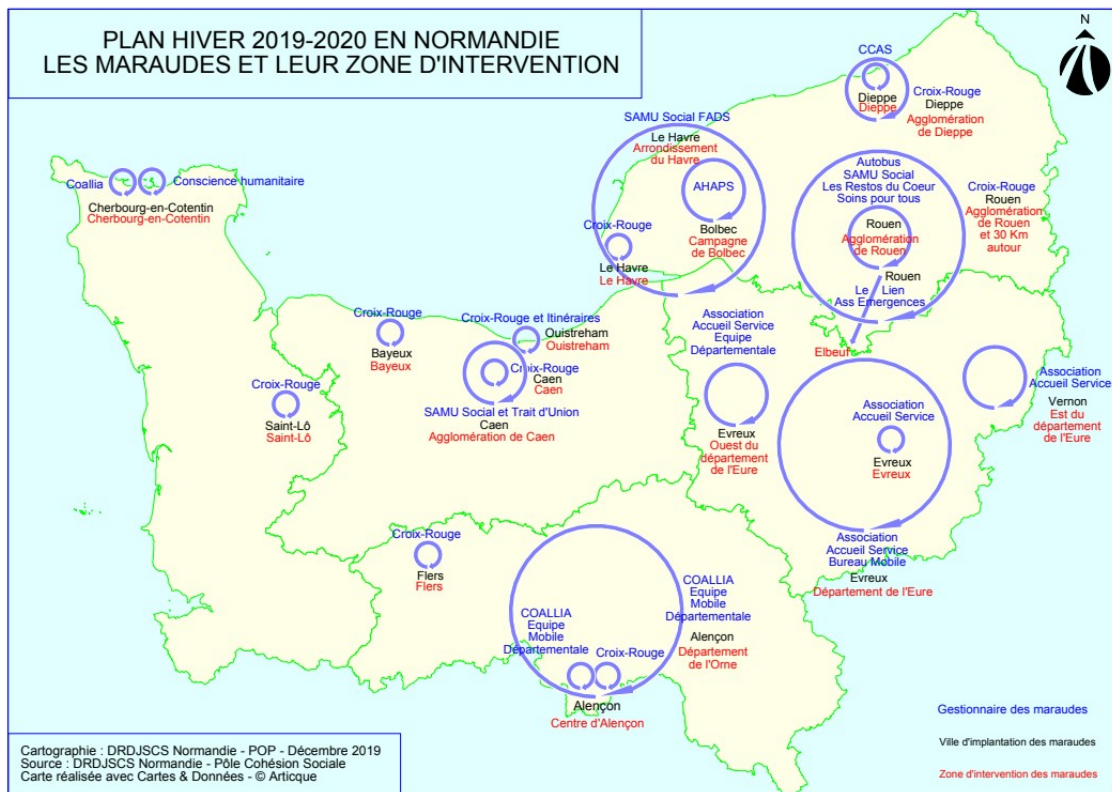 PLAN HIVER 2019-2020 EN NORMANDIE
LES MARAUDES ET LEUR ZONE D'INTERVENTION
N
CCAS
Dieppe
Dieppe
Croix-Rouge
Dieppe
Agglomération
de Dieppe
SAMU Social FADS
Le Havre
Arrondissement
du Havre
AHAPS
Bolbec
Campagne
de Bolbec
Croix-Rouge
Le Havre
Le Havre
Autobus
SAMU Social
Les Restos du Coeur
Soins pour tous
Rouen
Agglomération
de Rouen
Rouen
Le Lien
Ass Emergences
Elbeuf
Croix-Rouge
Rouen
Agglomération
de Rouen
et 30 Km
autour
Coallia
Conscience humanitaire
Cherbourg-en-Cotentin
Cherbourg-en-Cotentin
Croix-Rouge
Bayeux
Bayeux
Croix-Rouge et Itinéraires
Ouistreham
Ouistreham
Croix-Rouge
Caen
Caen
SAMU Social et Trait d'Union
Caen
Agglomération de Caen
Croix-Rouge
Saint-Lô
Saint-Lô
Association
Accueil Service
Equipe
Départementale
Evreux
Ouest du
département
de l'Eure
Association
Accueil Service
Evreux
Evreux
Association
Accueil Service
Vernon
Est du
département
de l'Eure
Association
Accueil Service
Bureau Mobile
Evreux
Département de l'Eure
Croix-Rouge
Flers
Flers
COALLIA
Equipe
Mobile
Départementale
Alençon
Département
de l'Orne
COALLIA
Equipe
Mobile
Départementale
Croix-Rouge
Alençon
Centre d'Alençon
Gestionnaire des maraudes
Ville d'implantation des maraudes
Zone d'intervention des maraudes
Cartographie : DRDJSCS Normandie - POP - Décembre 2019
Source : DRDJSCS Normandie - Pôle Cohésion Sociale
Carte réalisée avec Cartes & Données - © Articque